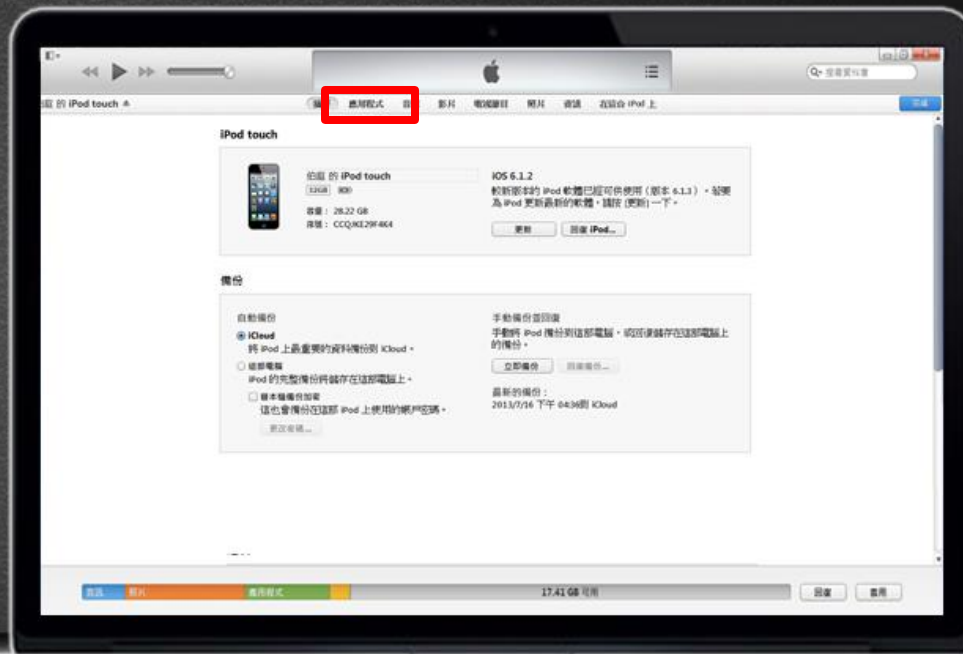 的 iPod touch
應用程式 影片 電視節目 照片 資訊 在這台 iPod 上
iPod touch
伯庭 的 iPod touch
32GB
容量： 28.22 GB
序號：
iOS 6.1.2
較新版本的 iPod 軟體已經可供使用（版本 6.1.3）。若要
為 iPod 更新最新的軟體，請按 [更新] 一下。
更新 回復 iPod...
備份
自動備份
iCloud
將 iPod 上最重要的資料備份到 iCloud。
這部電腦
iPod 的完整備份將儲存在這部電腦上。
替本機備份加密
這也會備份在這部 iPod 上使用的帳戶密碼。
更改密碼...
手動備份並回復
手動將 iPod 備份到這部電腦，或回復儲存在這部電腦上
的備份。
立即備份 回復備份...
最新的備份：
2013/7/16 下午 04:36到 iCloud
音訊 照片 應用程式 17.41 GB 可用 回復 套用